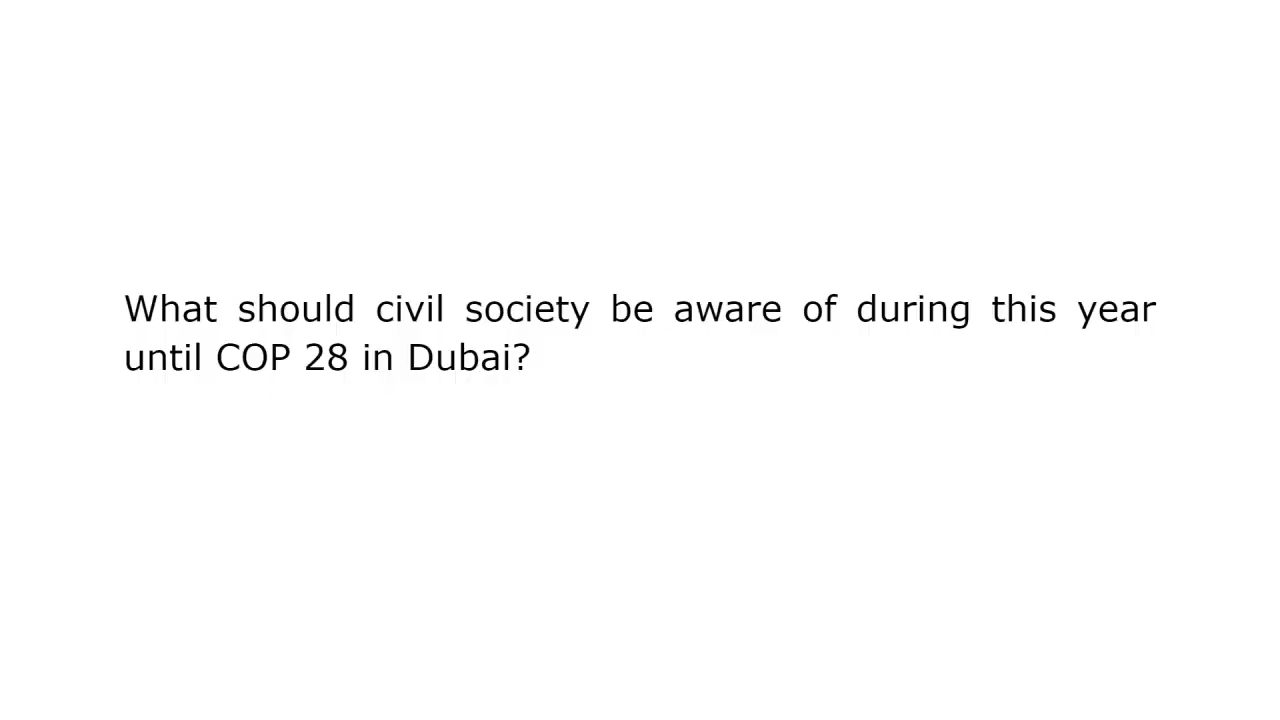 What should civil society be aware of during this year
until COP 28 in Dubai?